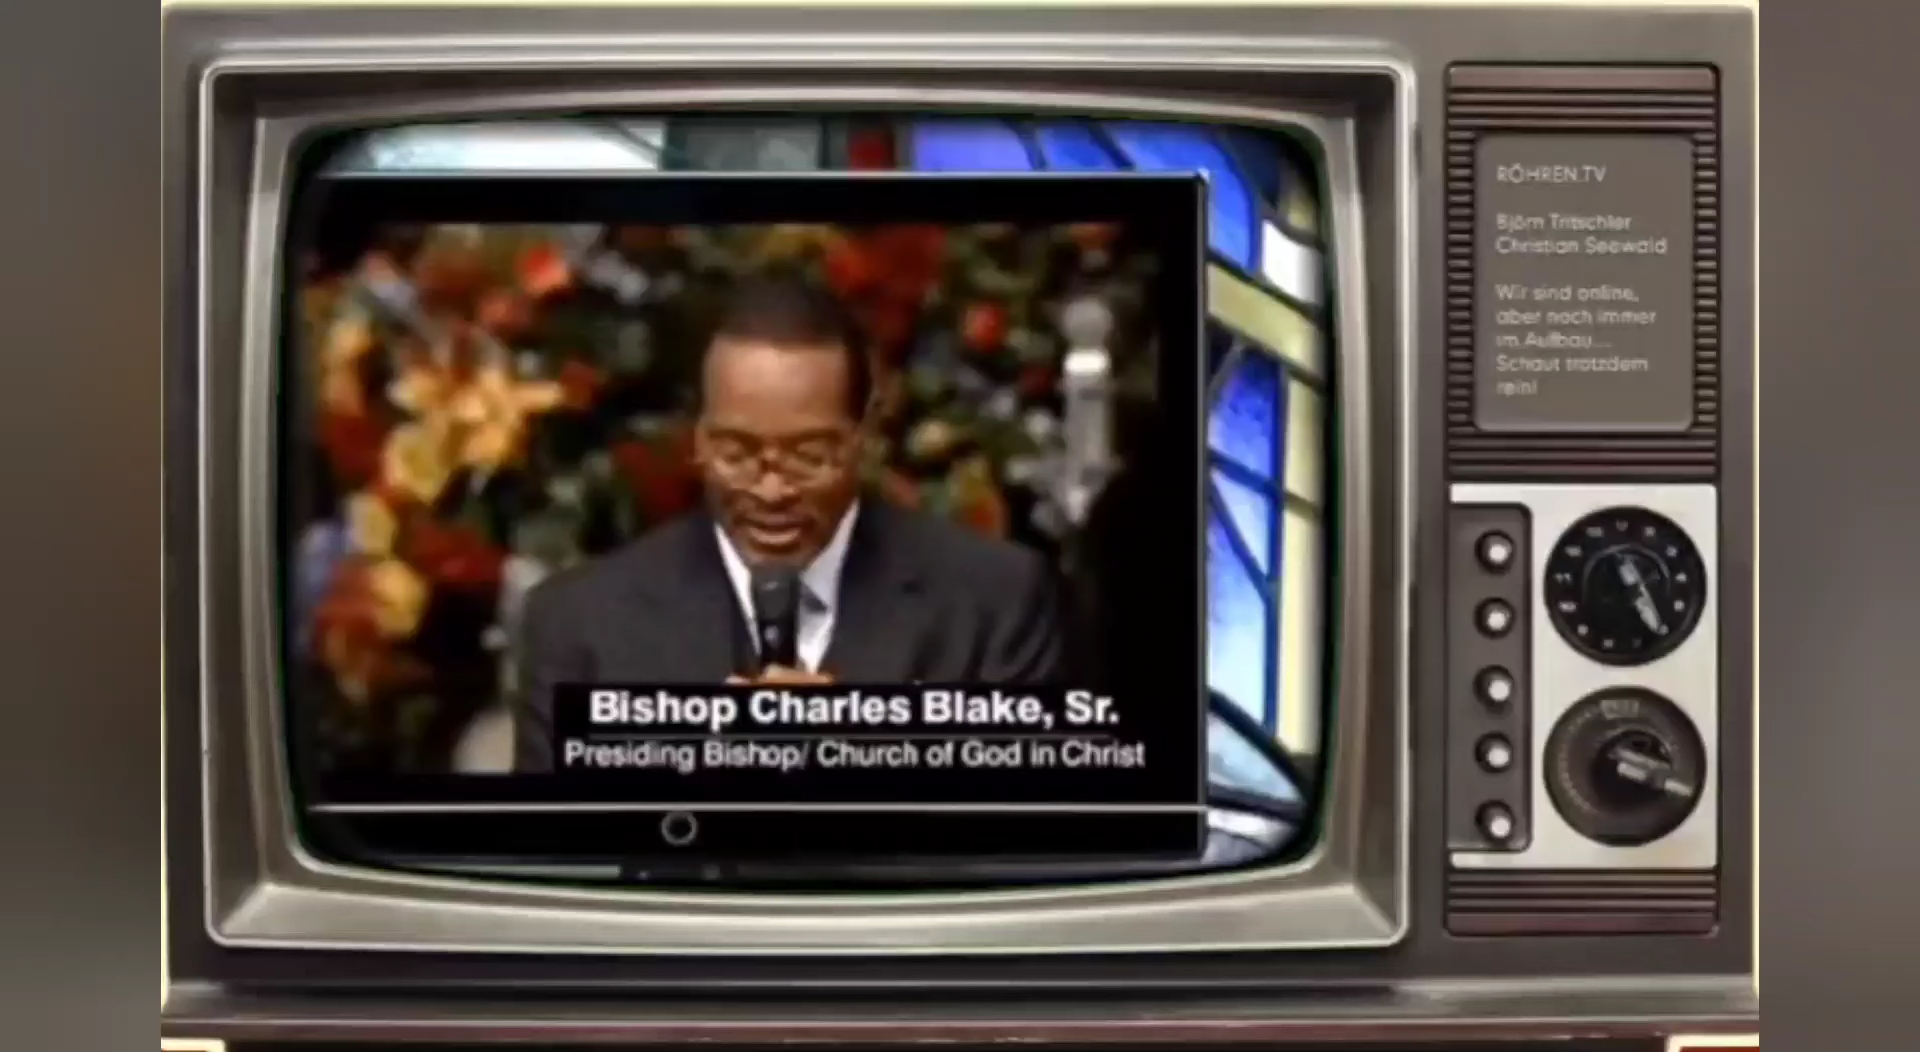 RÖHREN.TV
Björn Tritschler
Christian Seewald
Wir sind online,
aber noch immer
im Aufbau...
Schaut trotzdem
rein!
Bishop Charles Blake, Sr.
Presiding Bishop/ Church of God in Christ